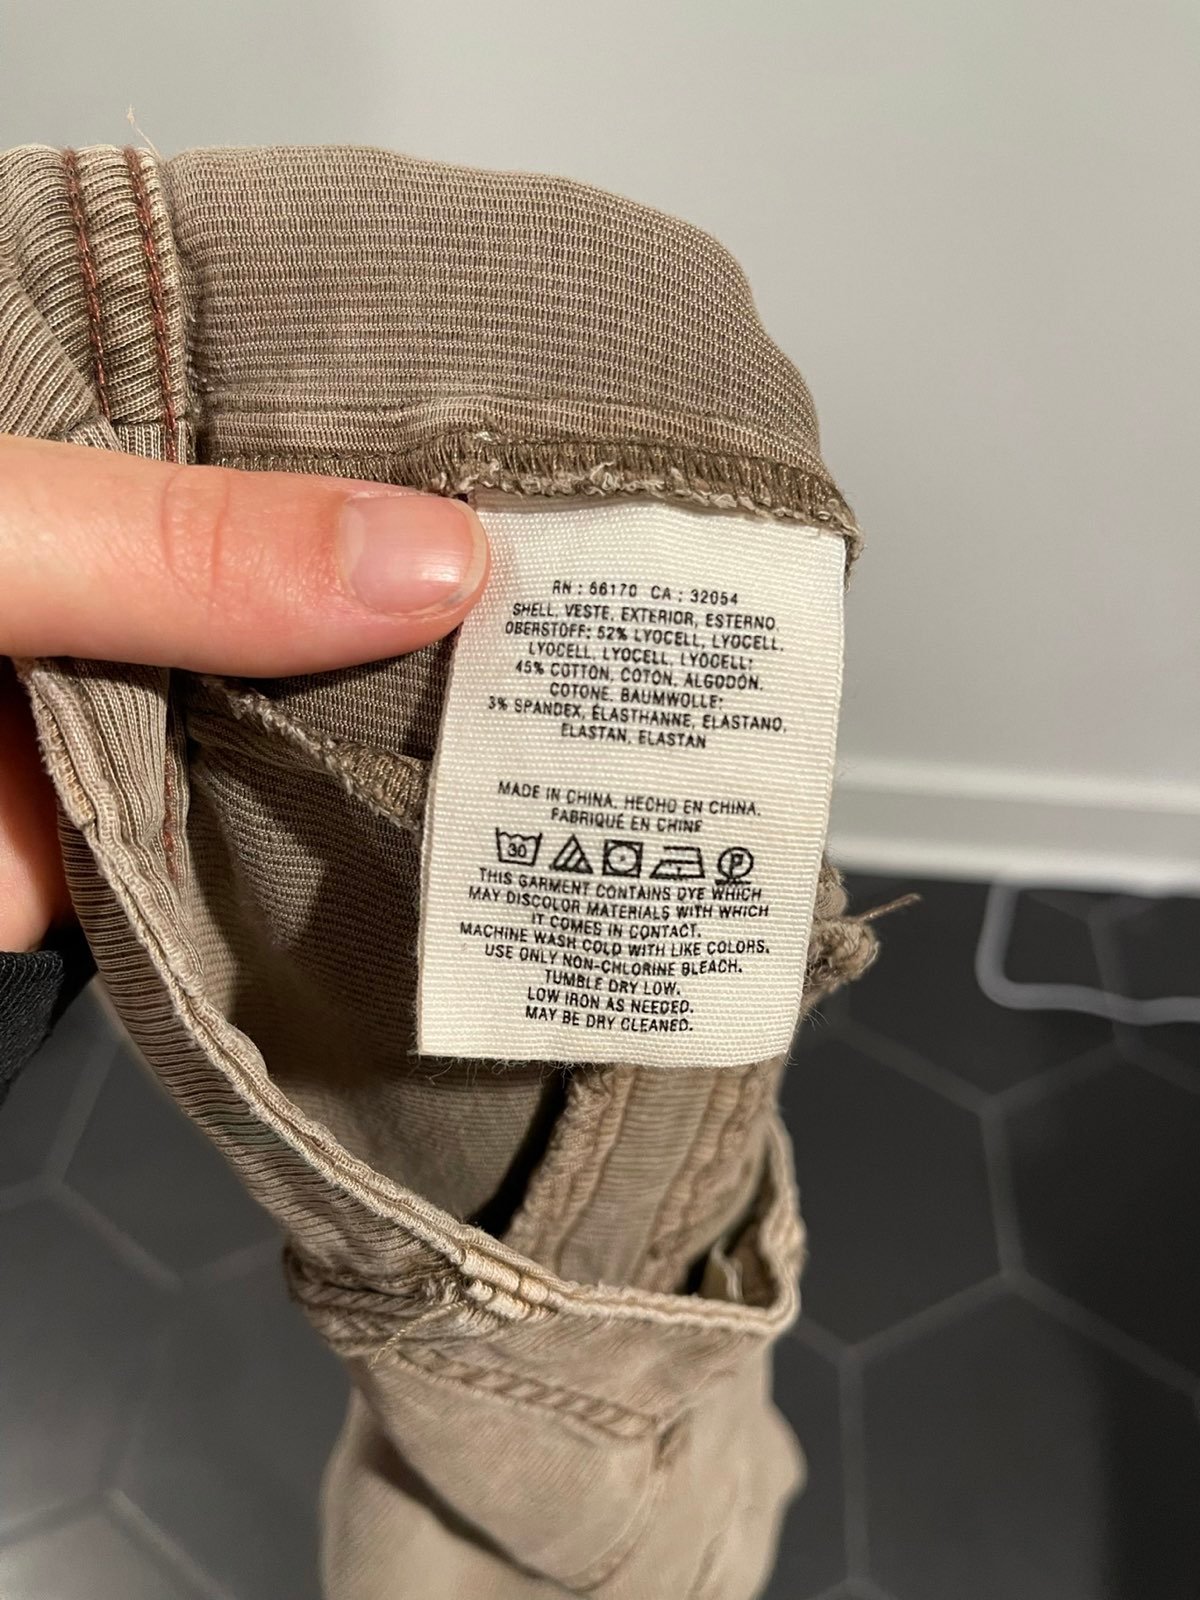 RN : 66170 CA : 32054
SHELL, VESTE, EXTERIOR, ESTERNO,
OBERSTOFF: 52% LYOCELL, LYOCELL,
LYOCELL, LYOCELL, LYOCELL;
45% COTTON, COTON, ALGODÓN,
COTONE, BAUMWOLLE;
3% SPANDEX, ÉLASTHANNE, ELASTANO,
ELASTAN, ELASTAN
MADE IN CHINA. HECHO EN CHINA.
FABRIQUÉ EN CHINE
30 P
THIS GARMENT CONTAINS DYE WHICH
MAY DISCOLOR MATERIALS WITH WHICH
IT COMES IN CONTACT.
MACHINE WASH COLD WITH LIKE COLORS.
USE ONLY NON-CHLORINE BLEACH.
TUMBLE DRY LOW.
LOW IRON AS NEEDED.
MAY BE DRY CLEANED.